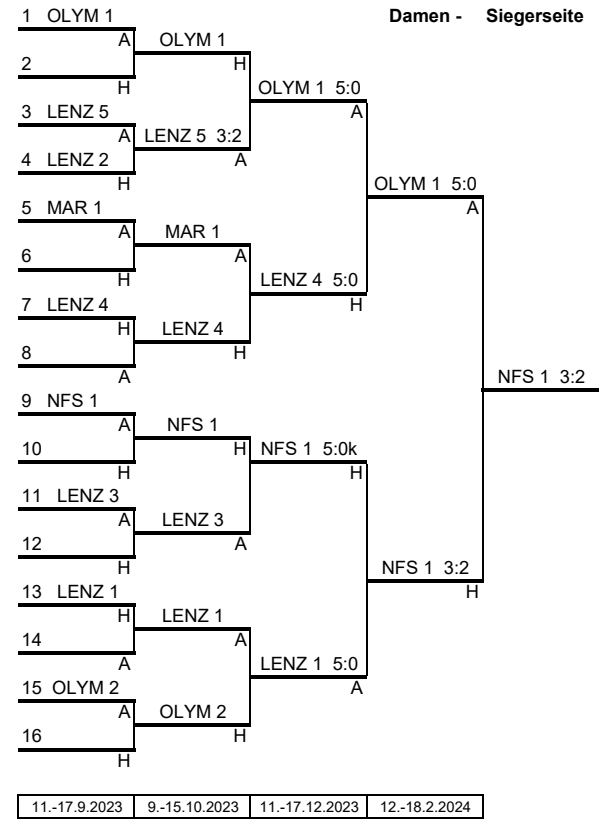 1 OLYM 1 Damen - Siegerseite
A OLYM 1
2 H
H OLYM 1 5:0
3 LENZ 5 A
A LENZ 5 3:2
4 LENZ 2 A
H OLYM 1 5:0
5 MAR 1 A
A MAR 1
6 A
H LENZ 4 5:0
7 LENZ 4 H
H LENZ 4
8 H
A NFS 1 3:2
9 NFS 1
A NFS 1
10 H NFS 1 5:0k
H H
11 LENZ 3
A LENZ 3
12 A
H NFS 1 3:2
13 LENZ 1 H
H LENZ 1
14 A
A LENZ 1 5:0
15 OLYM 2 A
A OLYM 2
16 H
H
11.-17.9.2023 9.-15.10.2023 11.-17.12.2023 12.-18.2.2024